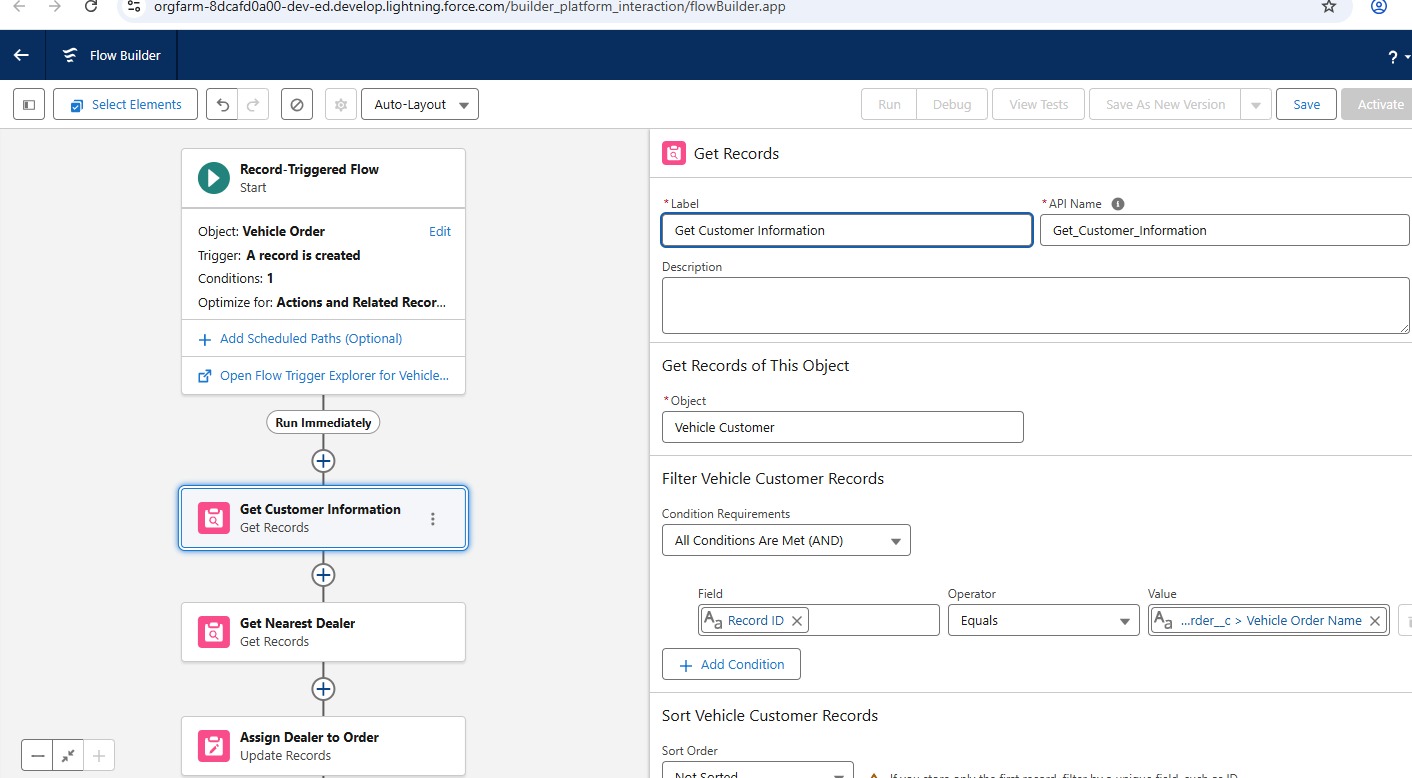 orgfarm-8dcafd0a00-dev-ed.develop.lightning.force.com/builder_platform_interaction/flowBuilder.app
Flow Builder
?
Select Elements
Auto-Layout
Run
Debug
View Tests
Save As New Version
Save
Activate
Record-Triggered Flow
Start
Object: Vehicle Order
Edit
Trigger: A record is created
Conditions: 1
Optimize for: Actions and Related Recor...
Add Scheduled Paths (Optional)
Open Flow Trigger Explorer for Vehicle...
Run Immediately
Get Customer Information
Get Records
Get Nearest Dealer
Get Records
Assign Dealer to Order
Update Records
Get Records
* Label
* API Name
Get Customer Information
Get_Customer_Information
Description
Get Records of This Object
* Object
Vehicle Customer
Filter Vehicle Customer Records
Condition Requirements
All Conditions Are Met (AND)
Field
Operator
Value
Aa Record ID
Equals
Aa ...rder__c > Vehicle Order Name
Add Condition
Sort Vehicle Customer Records
Sort Order
Not Sorted
If you store only the first record, filter by a unique field, such as ID.